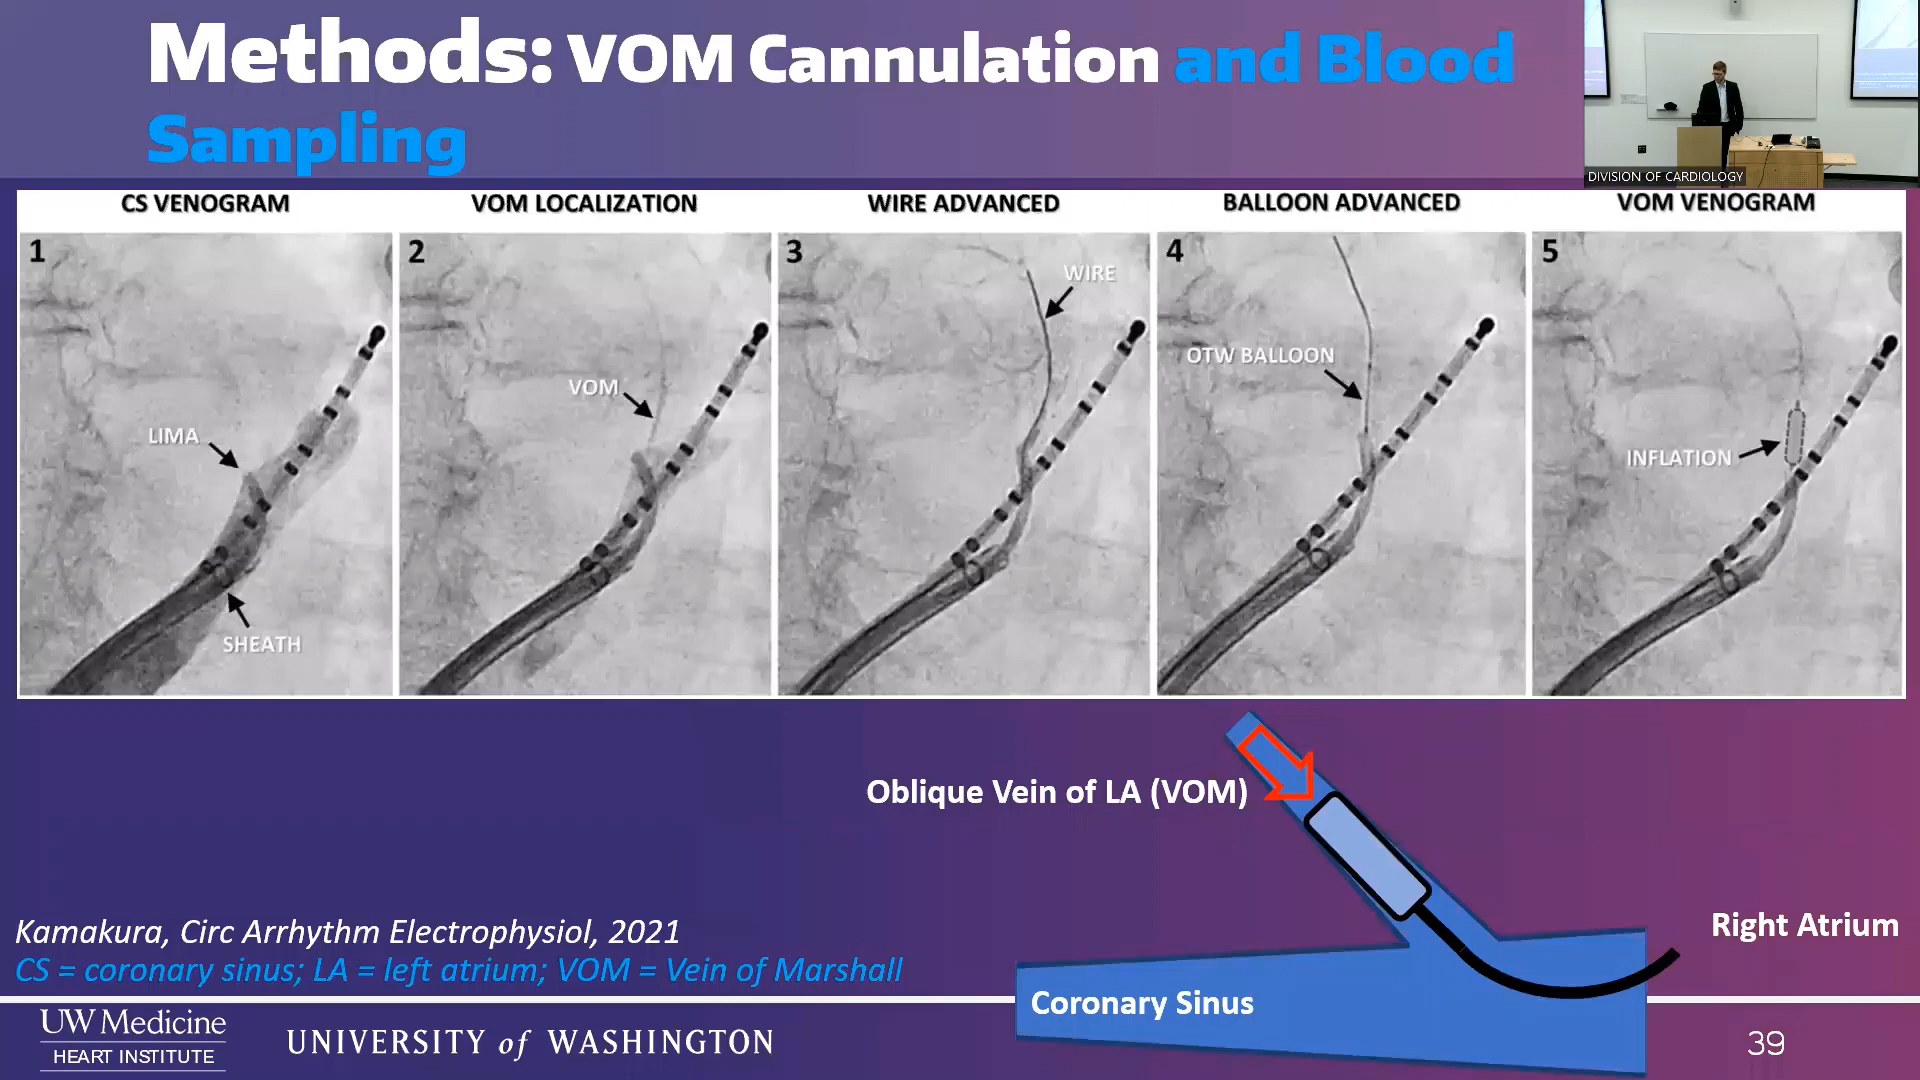 Methods: VOM Cannulation and Blood
Sampling
DIVISION OF CARDIOLOGY
CS VENOGRAM
VOM LOCALIZATION
WIRE ADVANCED
BALLOON ADVANCED
VOM VENOGRAM
1
LIMA
SHEATH
2
VOM
3
WIRE
4
OTW BALLOON
5
INFLATION
Oblique Vein of LA (VOM)
Right Atrium
Coronary Sinus
Kamakura, Circ Arrhythm Electrophysiol, 2021
CS = coronary sinus; LA = left atrium; VOM = Vein of Marshall
UW Medicine
HEART INSTITUTE
UNIVERSITY of WASHINGTON
39